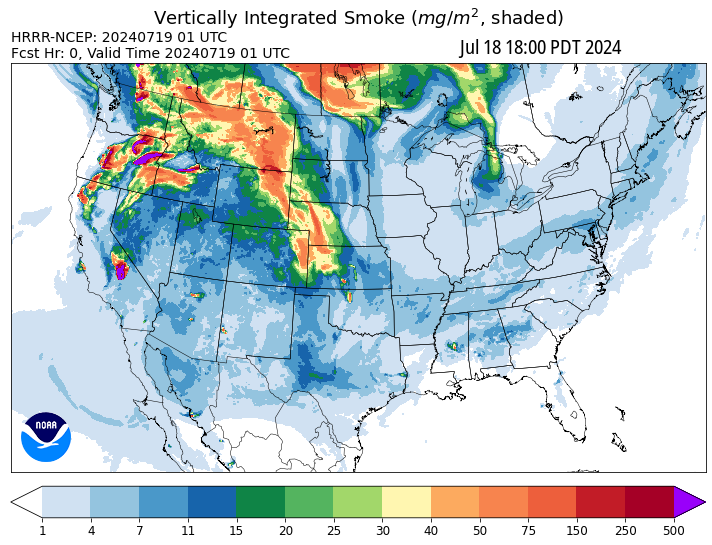 Vertically Integrated Smoke (mg/m², shaded)
HRRR-NCEP: 20240719 01 UTC
Fcst Hr: 0, Valid Time 20240719 01 UTC
Jul 18 18:00 PDT 2024
NOAA
1 4 7 11 15 20 25 30 40 50 75 150 250 500